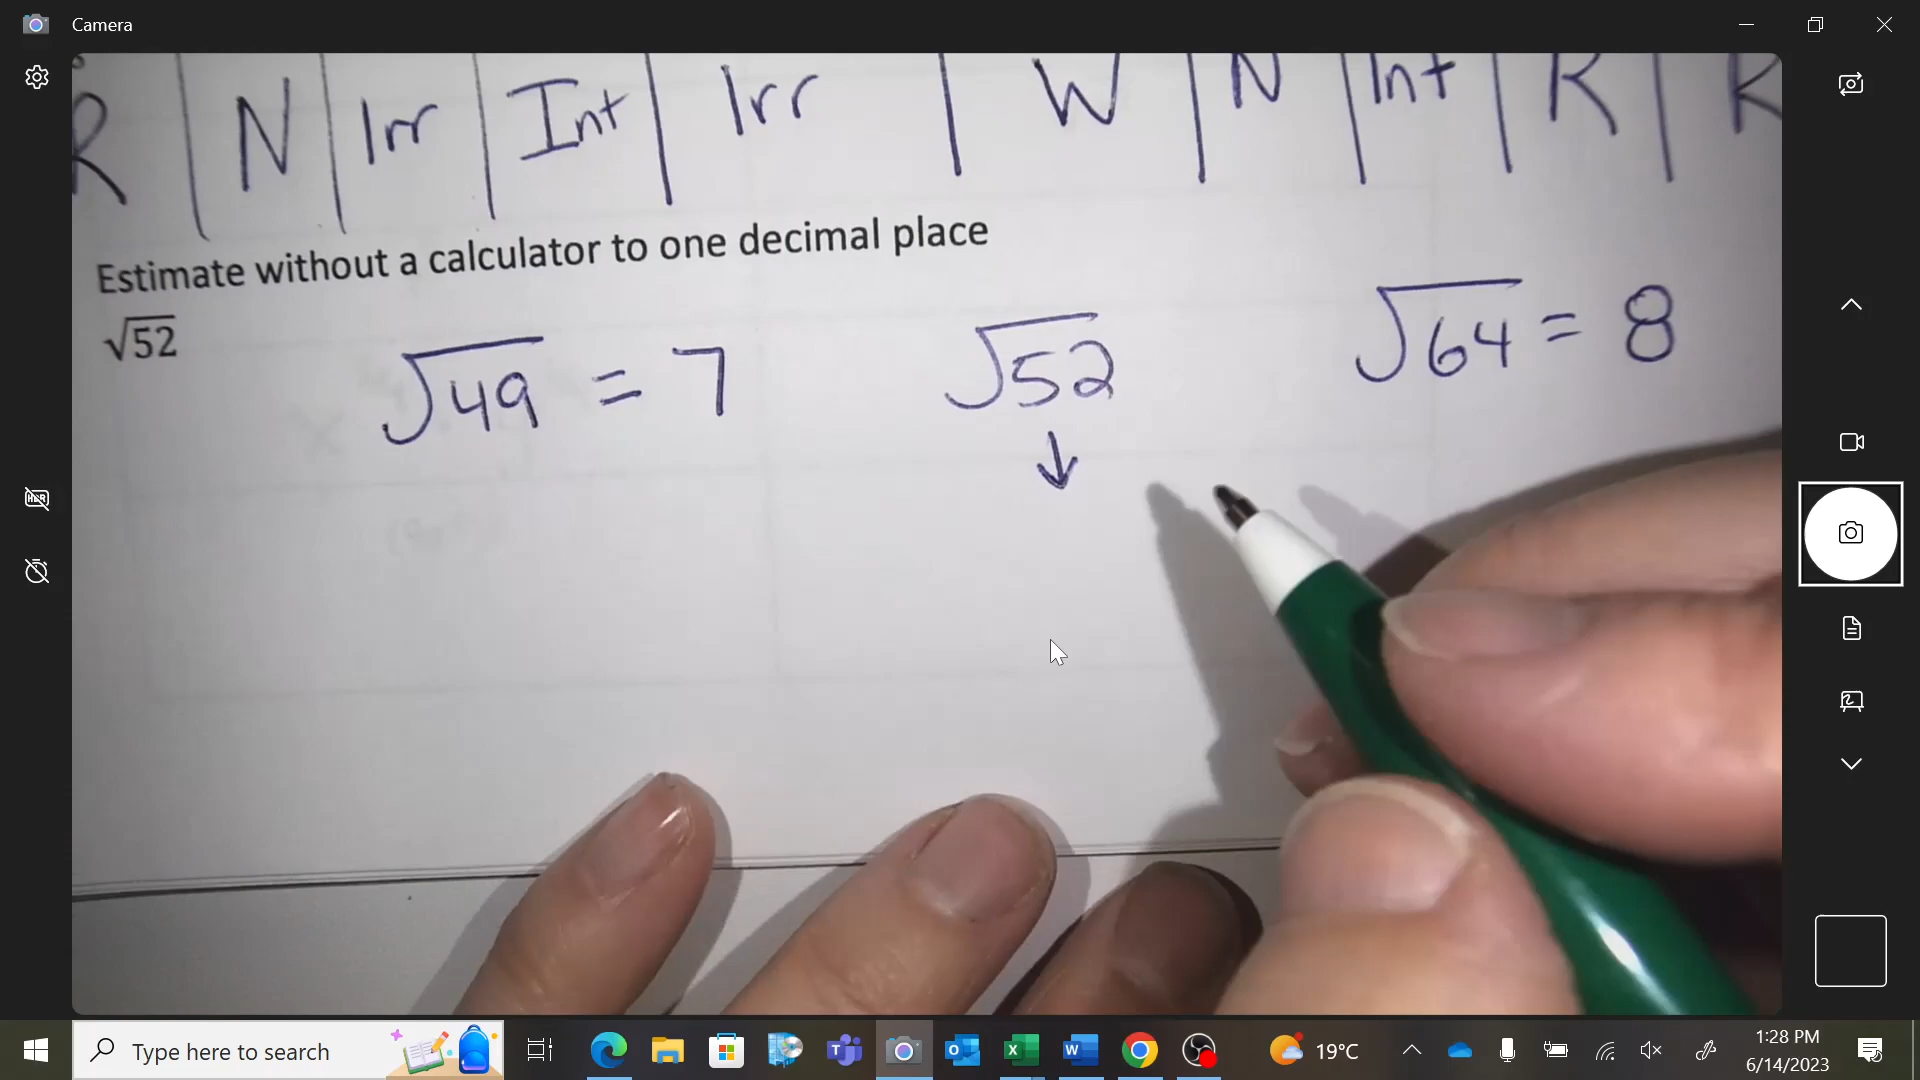 Camera
R | N | Irr | Int | Irr | W | N | Int | R | R
Estimate without a calculator to one decimal place
√52
√49 = 7 √52 √64 = 8
↓
Type here to search
19°C
1:28 PM
6/14/2023